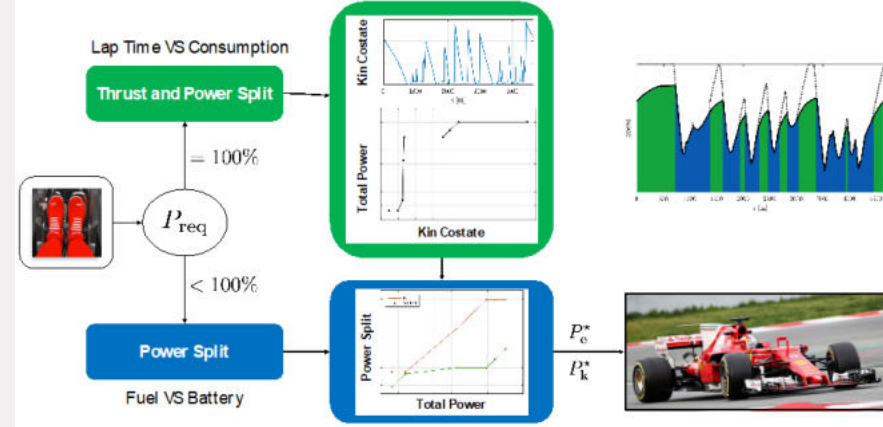 Lap Time VS Consumption
Thrust and Power Split
= 100%
P_req
< 100%
Power Split
Fuel VS Battery
Kin Costate
Total Power
Kin Costate
Power Split
Total Power
P_e^⋆
P_k^⋆